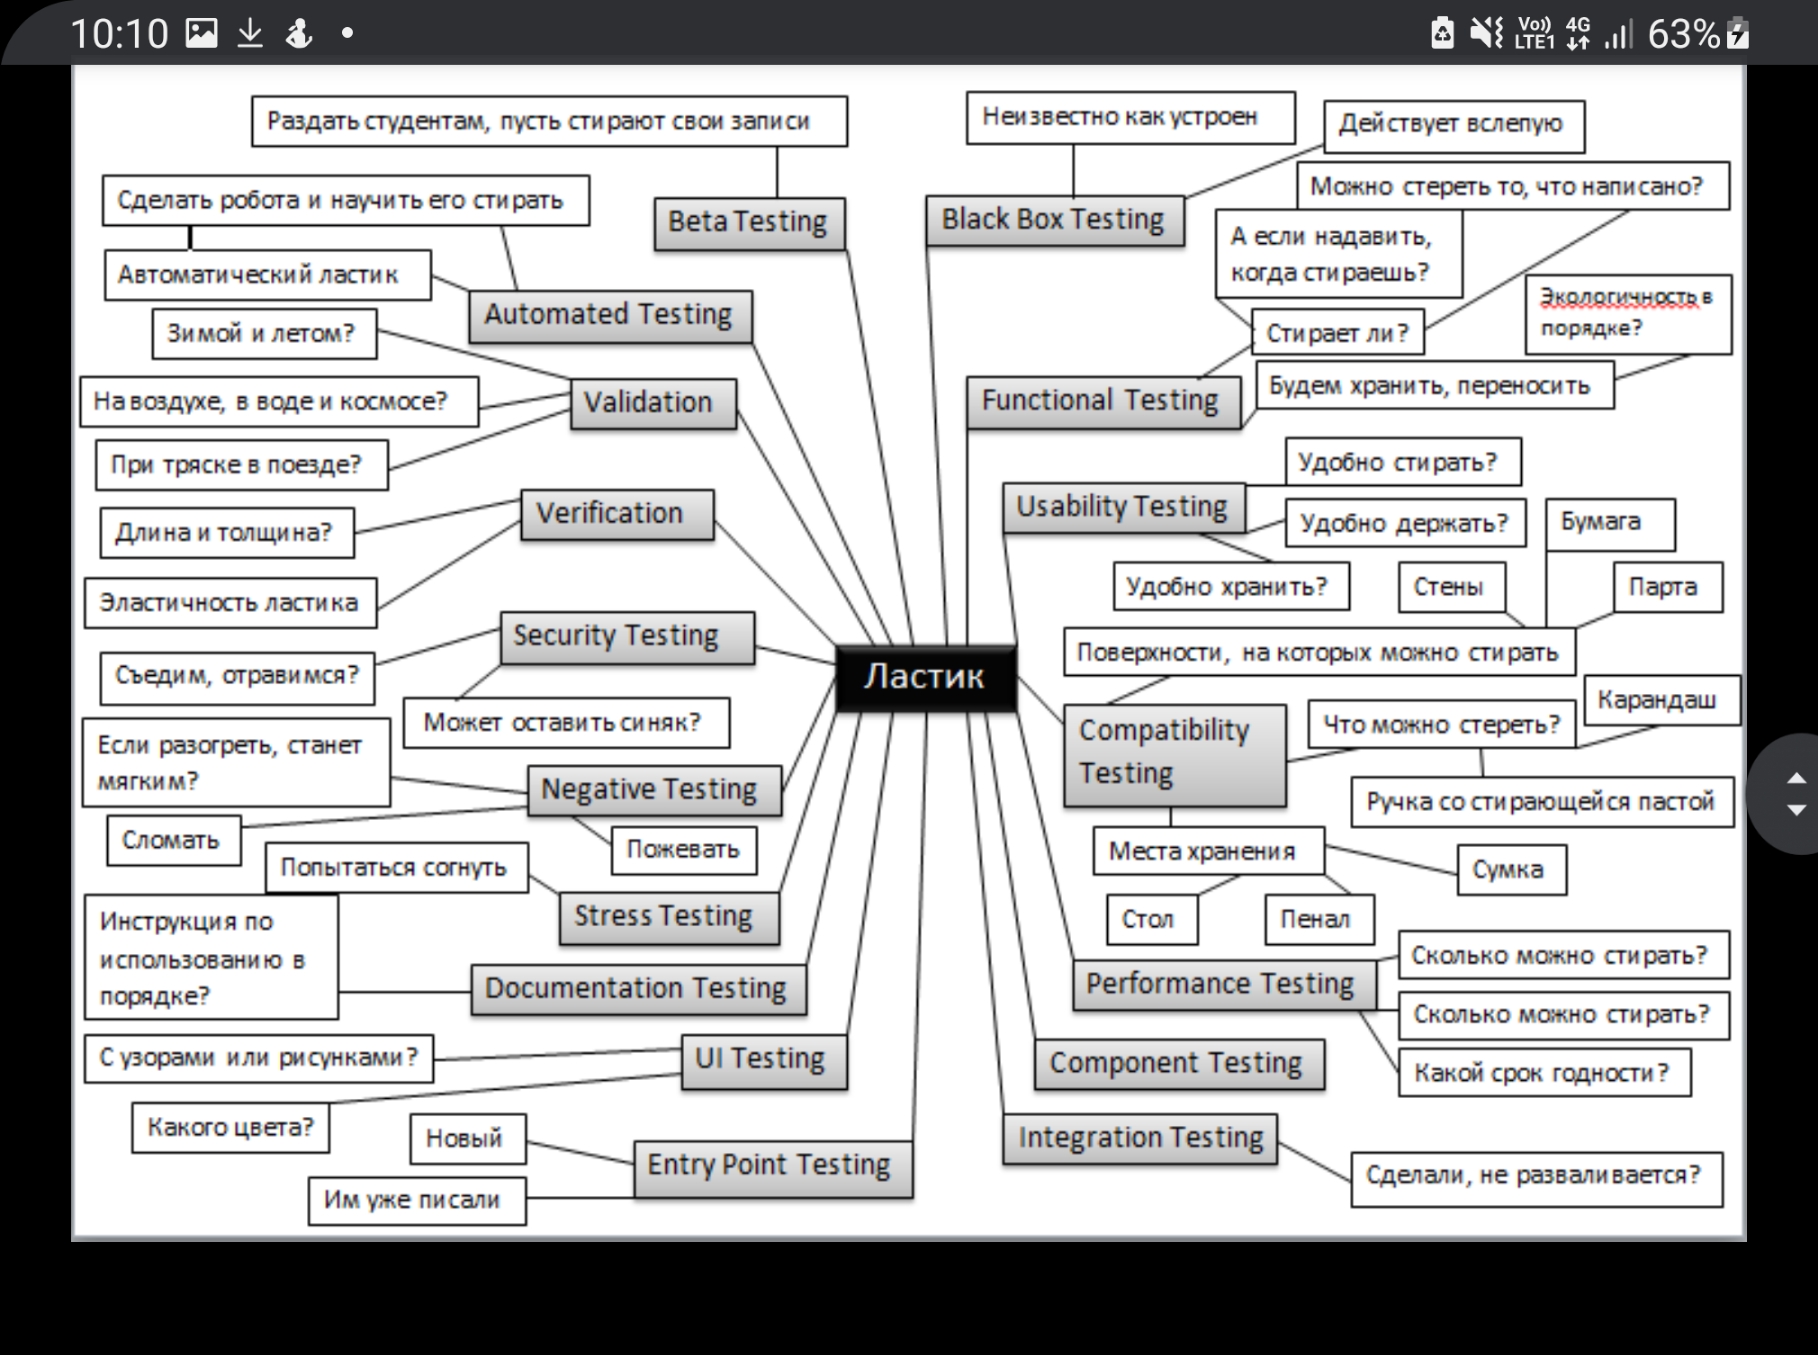 10:10
Vo))
LTE1
4G
63%
Раздать студентам, пусть стирают свои записи
Неизвестно как устроен
Действует вслепую
Сделать робота и научить его стирать
Beta Testing
Black Box Testing
Можно стереть то, что написано?
А если надавить,
когда стираешь?
Автоматический ластик
Automated Testing
Экологичность в
порядке?
Зимой и летом?
Стирает ли?
На воздухе, в воде и космосе?
Validation
Functional Testing
Будем хранить, переносить
При тряске в поезде?
Удобно стирать?
Длина и толщина?
Verification
Usability Testing
Удобно держать?
Бумага
Эластичность ластика
Удобно хранить?
Стены
Парта
Security Testing
Поверхности, на которых можно стирать
Съедим, отравимся?
Ластик
Может оставить синяк?
Карандаш
Что можно стереть?
Compatibility
Testing
Если разогреть, станет
мягким?
Negative Testing
Ручка со стирающейся пастой
Сломать
Пожевать
Места хранения
Попытаться согнуть
Сумка
Stress Testing
Стол
Пенал
Инструкция по
использованию в
порядке?
Documentation Testing
Performance Testing
Сколько можно стирать?
Сколько можно стирать?
С узорами или рисунками?
UI Testing
Component Testing
Какой срок годности?
Какого цвета?
Новый
Entry Point Testing
Integration Testing
Им уже писали
Сделали, не разваливается?